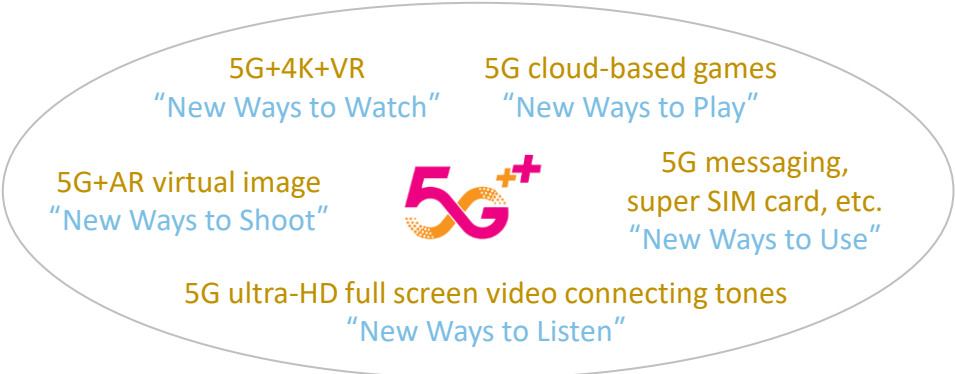 5G+4K+VR
“New Ways to Watch”
5G cloud-based games
“New Ways to Play”
5G+AR virtual image
“New Ways to Shoot”
5G++
5G messaging,
super SIM card, etc.
“New Ways to Use”
5G ultra-HD full screen video connecting tones
“New Ways to Listen”